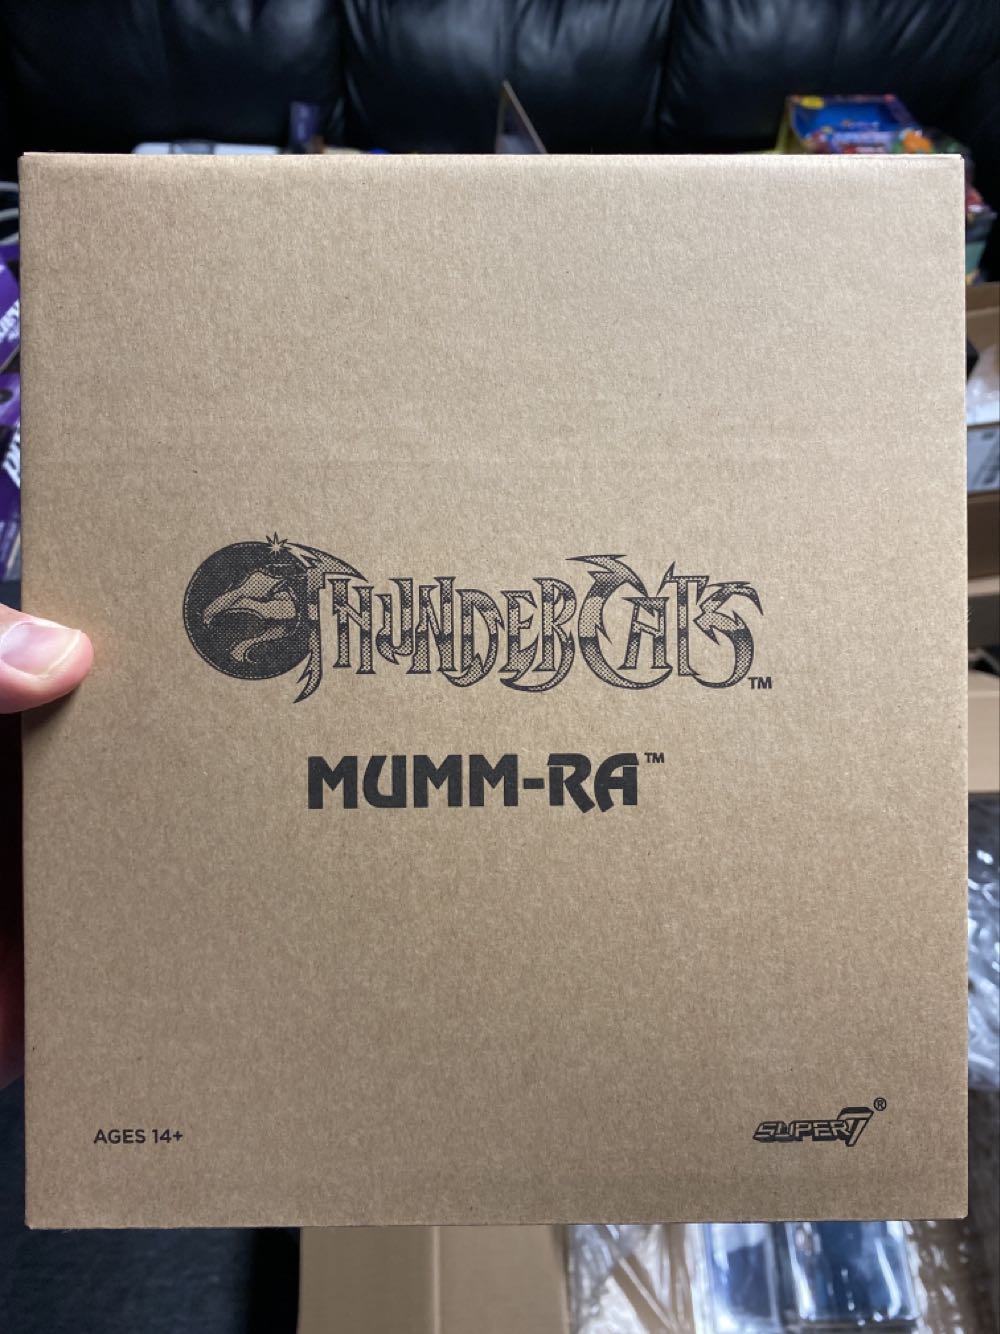 THUNDERCATS™
MUMM-RA™
AGES 14+
SUPER7®